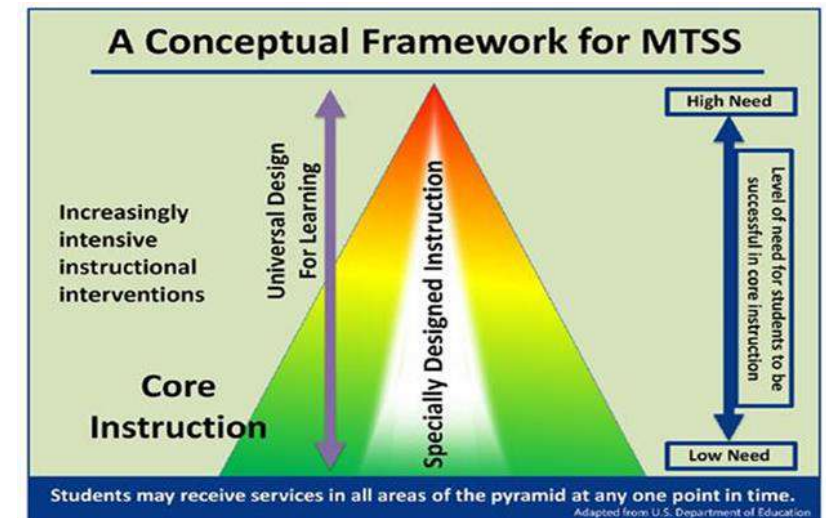 A Conceptual Framework for MTSS
High Need
Increasingly
intensive
instructional
interventions
Universal Design
For Learning
Specially Designed Instruction
Level of need for students to be
successful in core instruction
Core
Instruction
Low Need
Students may receive services in all areas of the pyramid at any one point in time.
Adapted from U.S. Department of Education